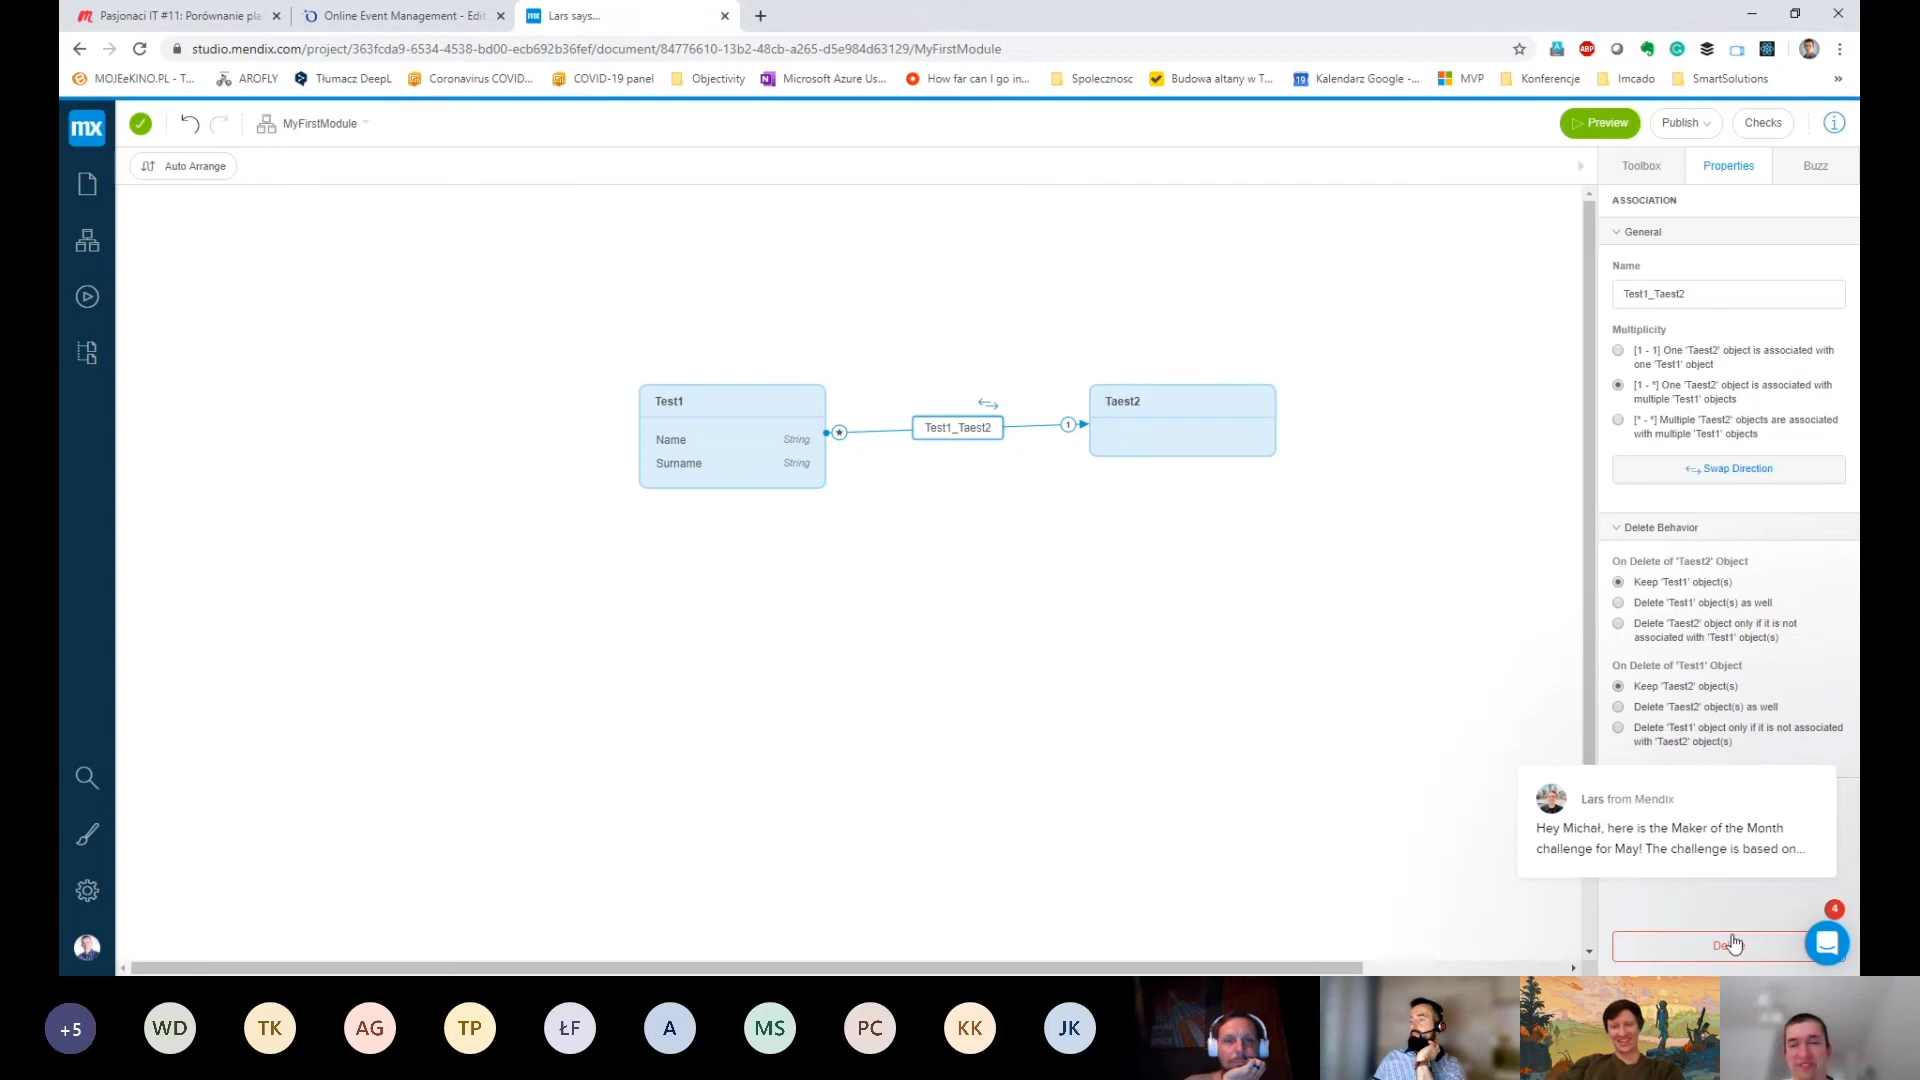 Pasjonaci IT #11: Porównanie pla
Online Event Management - Edit
mx Lars says...
studio.mendix.com/project/363fcda9-6534-4538-bd00-ecb692b36fef/document/84776610-13b2-48cb-a265-d5e984d63129/MyFirstModule
ABP
MOJEeKINO.PL - T...
AROFLY
Tłumacz DeepL
Coronavirus COVID...
COVID-19 panel
Objectivity
Microsoft Azure Us...
How far can I go in...
Spolecznosc
Budowa altany w T...
Kalendarz Google -...
MVP
Konferencje
Imcado
SmartSolutions
»
mx
MyFirstModule
Preview
Publish
Checks
Auto Arrange
Toolbox
Properties
Buzz
ASSOCIATION
General
Name
Test1_Taest2
Multiplicity
[1 - 1] One 'Taest2' object is associated with
one 'Test1' object
[1 - *] One 'Taest2' object is associated with
multiple 'Test1' objects
[* - *] Multiple 'Taest2' objects are associated
with multiple 'Test1' objects
Swap Direction
Delete Behavior
On Delete of 'Taest2' Object
Keep 'Test1' object(s)
Delete 'Test1' object(s) as well
Delete 'Taest2' object only if it is not
associated with 'Test1' object(s)
On Delete of 'Test1' Object
Keep 'Taest2' object(s)
Delete 'Taest2' object(s) as well
Delete 'Test1' object only if it is not associated
with 'Taest2' object(s)
Test1
Name String
Surname String
Test1_Taest2
1
Taest2
Lars from Mendix
Hey Michał, here is the Maker of the Month
challenge for May! The challenge is based on...
4
+5
WD
TK
AG
TP
ŁF
A
MS
PC
KK
JK